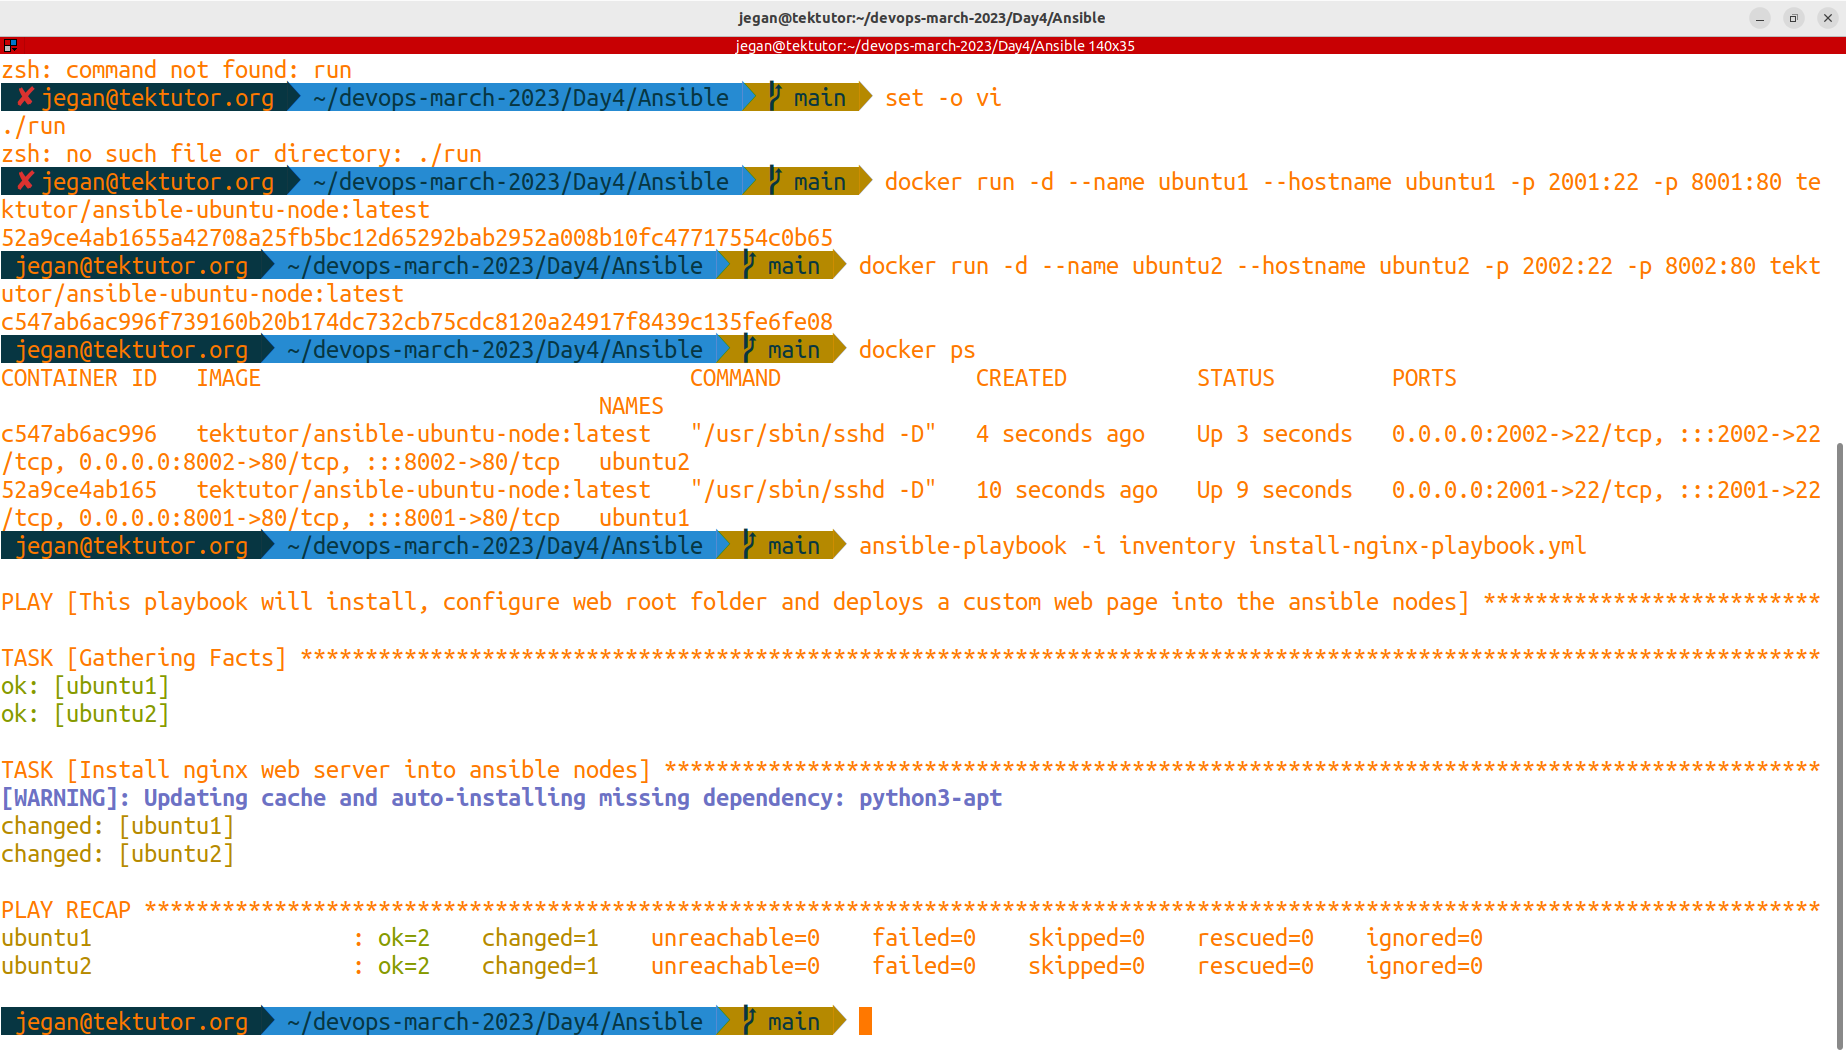 jegan@tektutor:~/devops-march-2023/Day4/Ansible
jegan@tektutor:~/devops-march-2023/Day4/Ansible 140x35
zsh: command not found: run
✘ jegan@tektutor.org ~/devops-march-2023/Day4/Ansible main set -o vi
./run
zsh: no such file or directory: ./run
✘ jegan@tektutor.org ~/devops-march-2023/Day4/Ansible main docker run -d --name ubuntu1 --hostname ubuntu1 -p 2001:22 -p 8001:80 te
ktutor/ansible-ubuntu-node:latest
52a9ce4ab1655a42708a25fb5bc12d65292bab2952a008b10fc47717554c0b65
jegan@tektutor.org ~/devops-march-2023/Day4/Ansible main docker run -d --name ubuntu2 --hostname ubuntu2 -p 2002:22 -p 8002:80 tekt
utor/ansible-ubuntu-node:latest
c547ab6ac996f739160b20b174dc732cb75cdc8120a24917f8439c135fe6fe08
jegan@tektutor.org ~/devops-march-2023/Day4/Ansible main docker ps
CONTAINER ID   IMAGE                                 COMMAND               CREATED          STATUS         PORTS
NAMES
c547ab6ac996   tektutor/ansible-ubuntu-node:latest   "/usr/sbin/sshd -D"   4 seconds ago    Up 3 seconds   0.0.0.0:2002->22/tcp, :::2002->22
/tcp, 0.0.0.0:8002->80/tcp, :::8002->80/tcp   ubuntu2
52a9ce4ab165   tektutor/ansible-ubuntu-node:latest   "/usr/sbin/sshd -D"   10 seconds ago   Up 9 seconds   0.0.0.0:2001->22/tcp, :::2001->22
/tcp, 0.0.0.0:8001->80/tcp, :::8001->80/tcp   ubuntu1
jegan@tektutor.org ~/devops-march-2023/Day4/Ansible main ansible-playbook -i inventory install-nginx-playbook.yml
PLAY [This playbook will install, configure web root folder and deploys a custom web page into the ansible nodes] **************************
TASK [Gathering Facts] *********************************************************************************************************************
ok: [ubuntu1]
ok: [ubuntu2]
TASK [Install nginx web server into ansible nodes] *****************************************************************************************
[WARNING]: Updating cache and auto-installing missing dependency: python3-apt
changed: [ubuntu1]
changed: [ubuntu2]
PLAY RECAP *********************************************************************************************************************************
ubuntu1                    : ok=2    changed=1    unreachable=0    failed=0    skipped=0    rescued=0    ignored=0
ubuntu2                    : ok=2    changed=1    unreachable=0    failed=0    skipped=0    rescued=0    ignored=0
jegan@tektutor.org ~/devops-march-2023/Day4/Ansible main